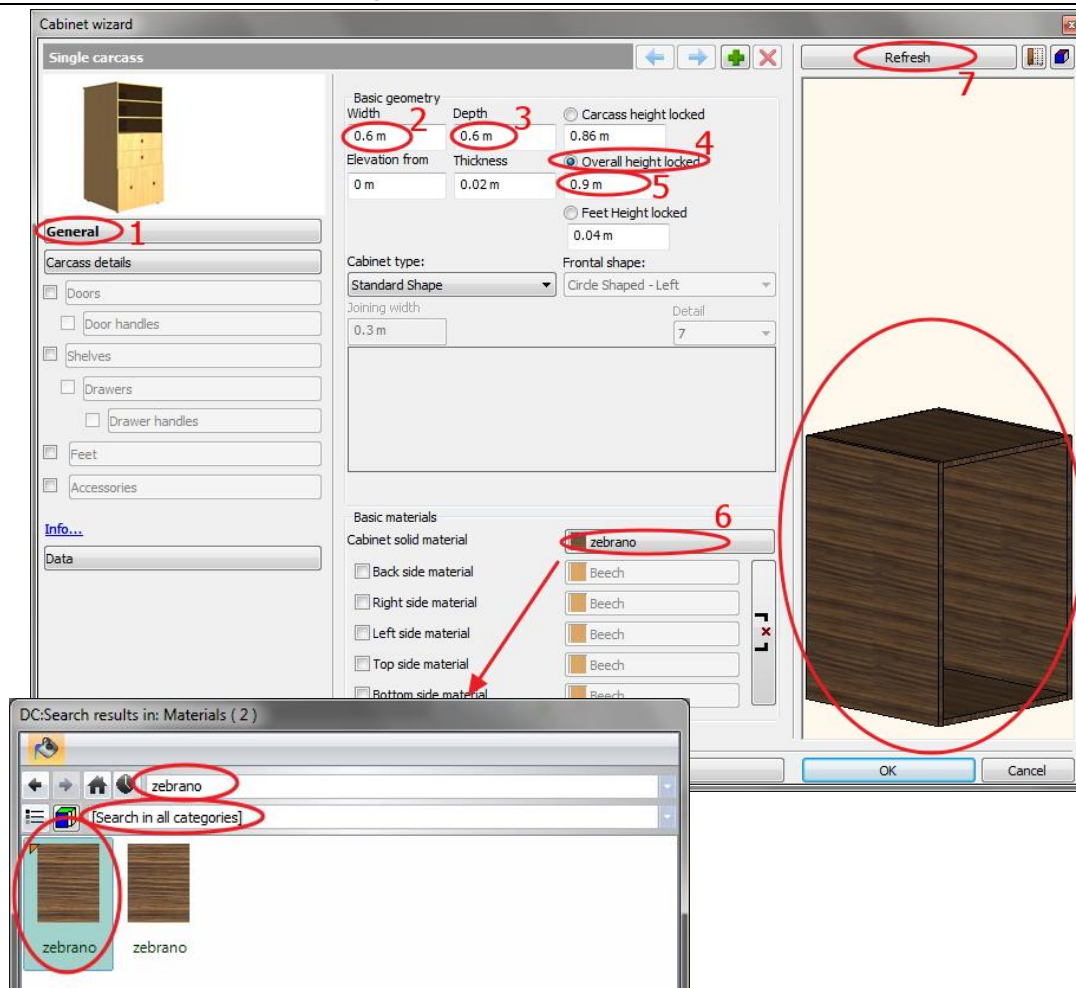 Cabinet wizard
Single carcass
Refresh
7
Basic geometry
Width 2 Depth 3 Carcass height locked
0.6 m 0.6 m 0.86 m
4
Elevation from Thickness Overall height locked
0 m 0.02 m 0.9 m 5
Feet Height locked
0.04 m
General 1
Carcass details
Doors
Door handles
Shelves
Drawers
Drawer handles
Feet
Accessories
Info...
Data
Cabinet type: Frontal shape:
Standard Shape Circle Shaped - Left
Joining width Detail
0.3 m 7
Basic materials
6
Cabinet solid material zebrano
Back side material Beech
Right side material Beech
Left side material Beech
Top side material Beech
Bottom side material Beech
OK Cancel
DC:Search results in: Materials ( 2 )
zebrano
[Search in all categories]
zebrano zebrano